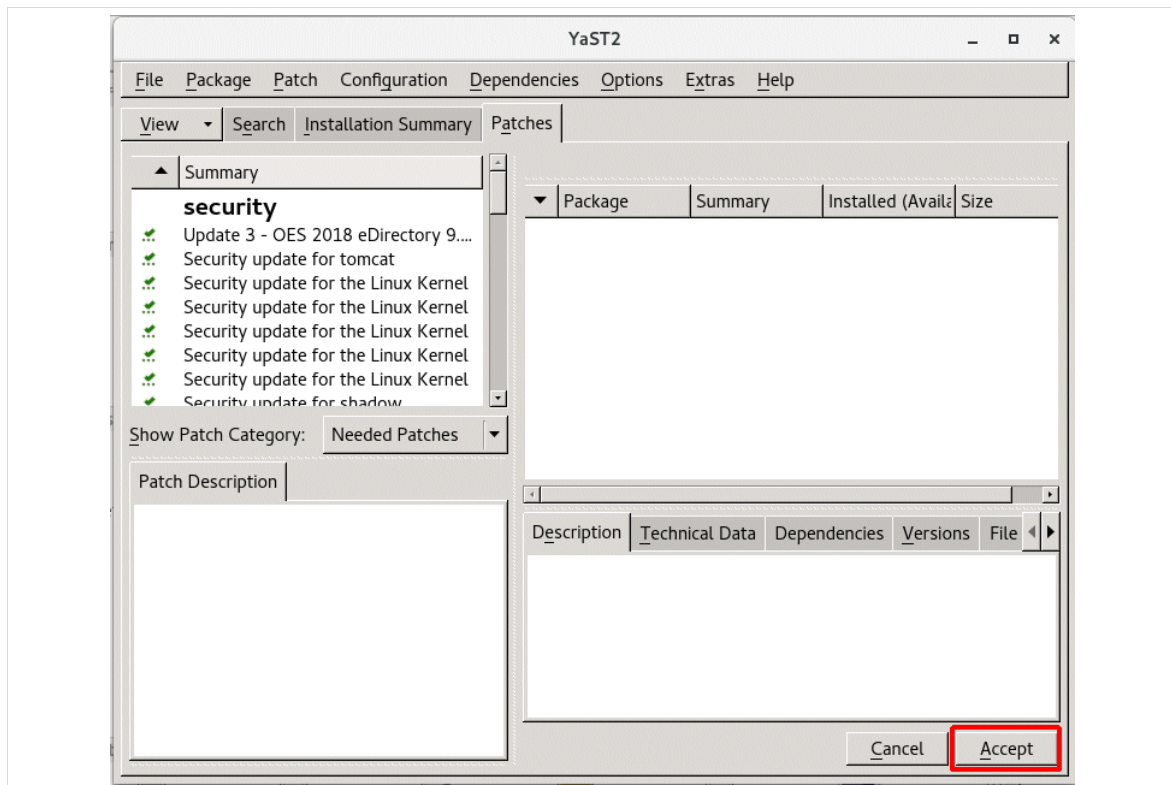 YaST2
File Package Patch Configuration Dependencies Options Extras Help
View Search Installation Summary Patches
Summary
security
Update 3 - OES 2018 eDirectory 9....
Security update for tomcat
Security update for the Linux Kernel
Security update for the Linux Kernel
Security update for the Linux Kernel
Security update for the Linux Kernel
Security update for the Linux Kernel
Security update for shadow
Show Patch Category: Needed Patches
Patch Description
Package Summary Installed (Availa Size
Description Technical Data Dependencies Versions File
Cancel Accept